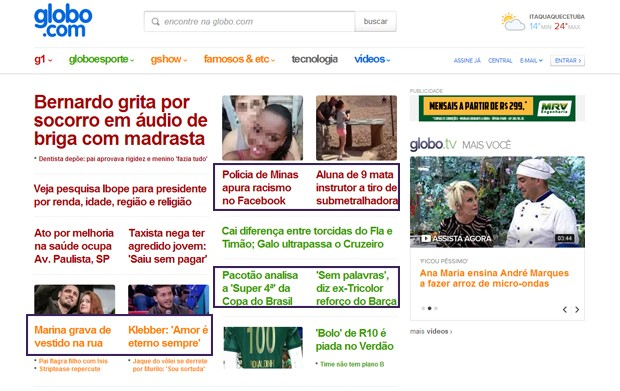 globo
.com
encontre na globo.com
buscar
ITAQUAQUECETUBA
14° MIN. 24° MAX.
g1
globoesporte
gshow
famosos & etc
tecnologia
vídeos
ASSINE JÁ
CENTRAL
E-MAIL
ENTRAR
Bernardo grita por
socorro em áudio de
briga com madrasta
Dentista depõe: pai aprovava rigidez e menino 'fazia tudo'
Polícia de Minas
apura racismo
no Facebook
Aluna de 9 mata
instrutor a tiro de
submetralhadora
Veja pesquisa Ibope para presidente
por renda, idade, região e religião
Ato por melhoria
na saúde ocupa
Av. Paulista, SP
Taxista nega ter
agredido jovem:
'Saiu sem pagar'
Cai diferença entre torcidas do Fla e
Timão; Galo ultrapassa o Cruzeiro
Pacotão analisa
a 'Super 4ª' da
Copa do Brasil
'Sem palavras',
diz ex-Tricolor
reforço do Barça
Marina grava de
vestido na rua
Pai flagra filho com Isis
Striptease repercute
Klebber: 'Amor é
eterno sempre'
Jaque do vôlei se derrete
por Murilo: 'Sou sortuda'
100
RONALDINH
'Bolo' de R10 é
piada no Verdão
Time não tem plano B
PUBLICIDADE
MENSAIS A PARTIR DE R$ 299,*
MRV
Engenharia
globo.tv MAIS VOCÊ
ASSISTA AGORA
03:44
'FICOU PÉSSIMO'
Ana Maria ensina André Marques
a fazer arroz de micro-ondas
mais vídeos ›